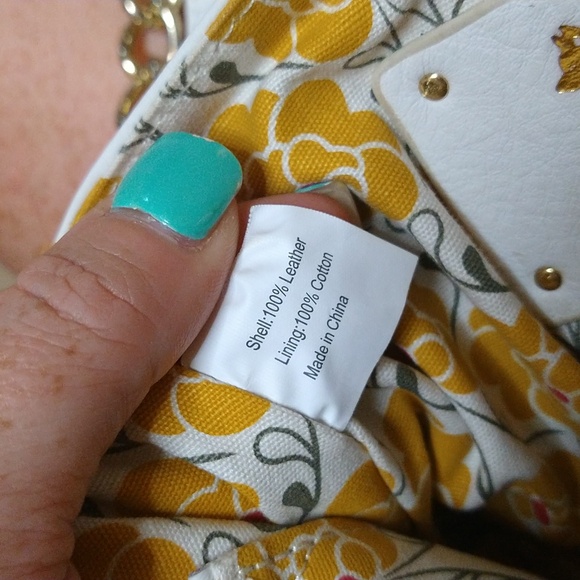 Shell:100% Leather
Lining:100% Cotton
Made in China